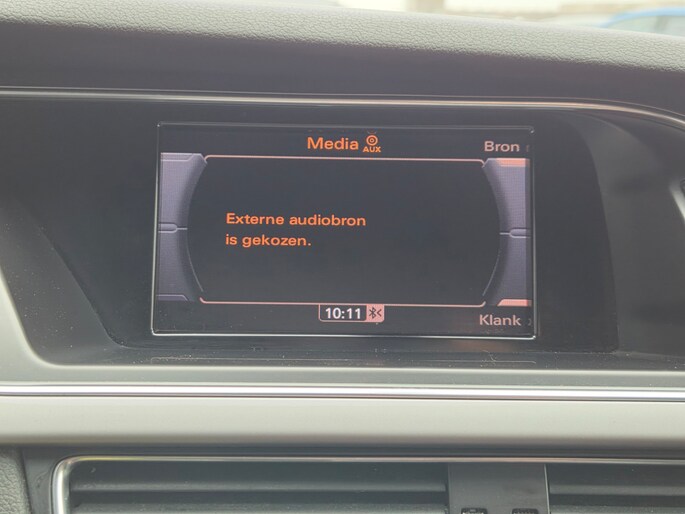 Media AUX
Bron
Externe audiobron
is gekozen.
10:11
Klank